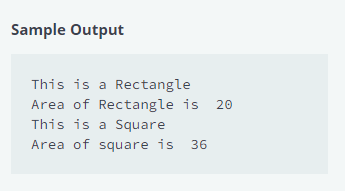 Sample Output
This is a Rectangle
Area of Rectangle is  20
This is a Square
Area of square is  36